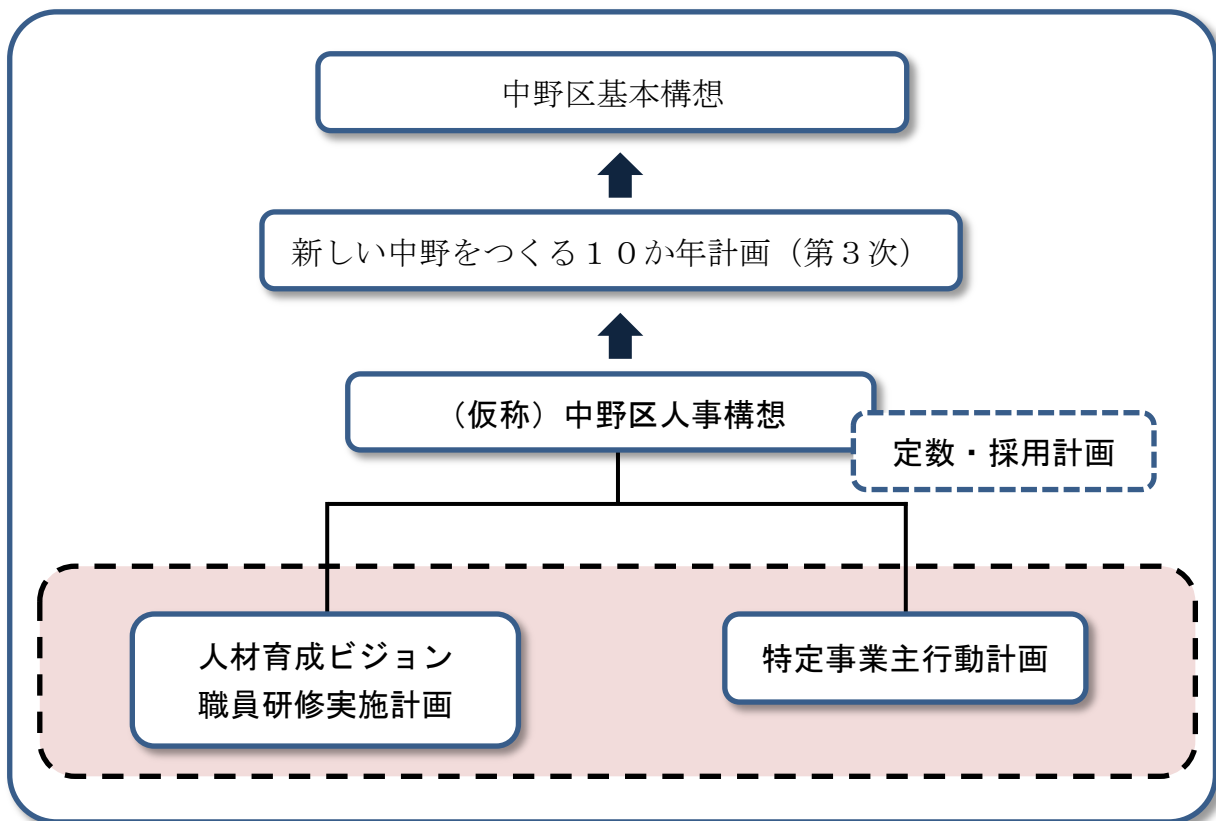 中野区基本構想
新しい中野をつくる１０か年計画（第３次）
（仮称）中野区人事構想
定数・採用計画
人材育成ビジョン
職員研修実施計画
特定事業主行動計画